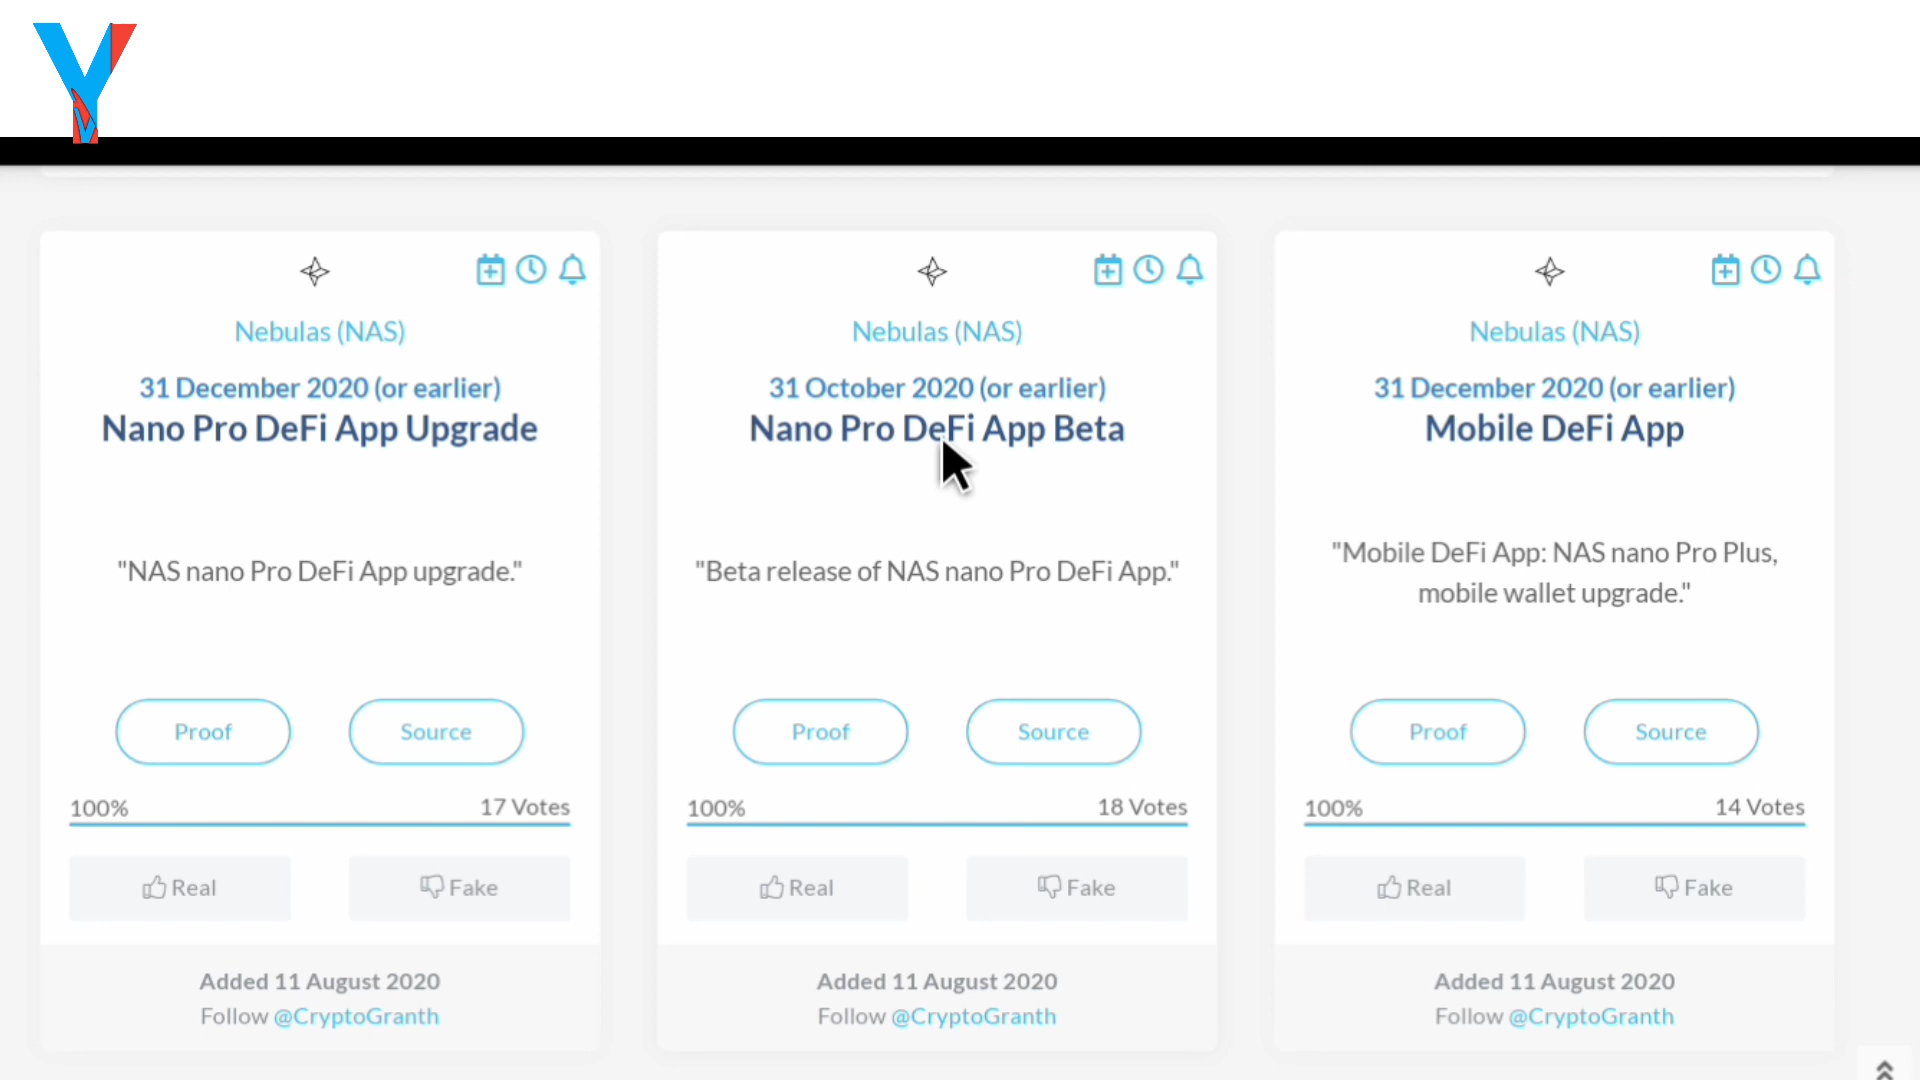 Nebulas (NAS)
31 December 2020 (or earlier)
Nano Pro DeFi App Upgrade
"NAS nano Pro DeFi App upgrade."
Proof
Source
100%
17 Votes
Real
Fake
Added 11 August 2020
Follow @CryptoGranth
Nebulas (NAS)
31 October 2020 (or earlier)
Nano Pro DeFi App Beta
"Beta release of NAS nano Pro DeFi App."
Proof
Source
100%
18 Votes
Real
Fake
Added 11 August 2020
Follow @CryptoGranth
Nebulas (NAS)
31 December 2020 (or earlier)
Mobile DeFi App
"Mobile DeFi App: NAS nano Pro Plus,
mobile wallet upgrade."
Proof
Source
100%
14 Votes
Real
Fake
Added 11 August 2020
Follow @CryptoGranth